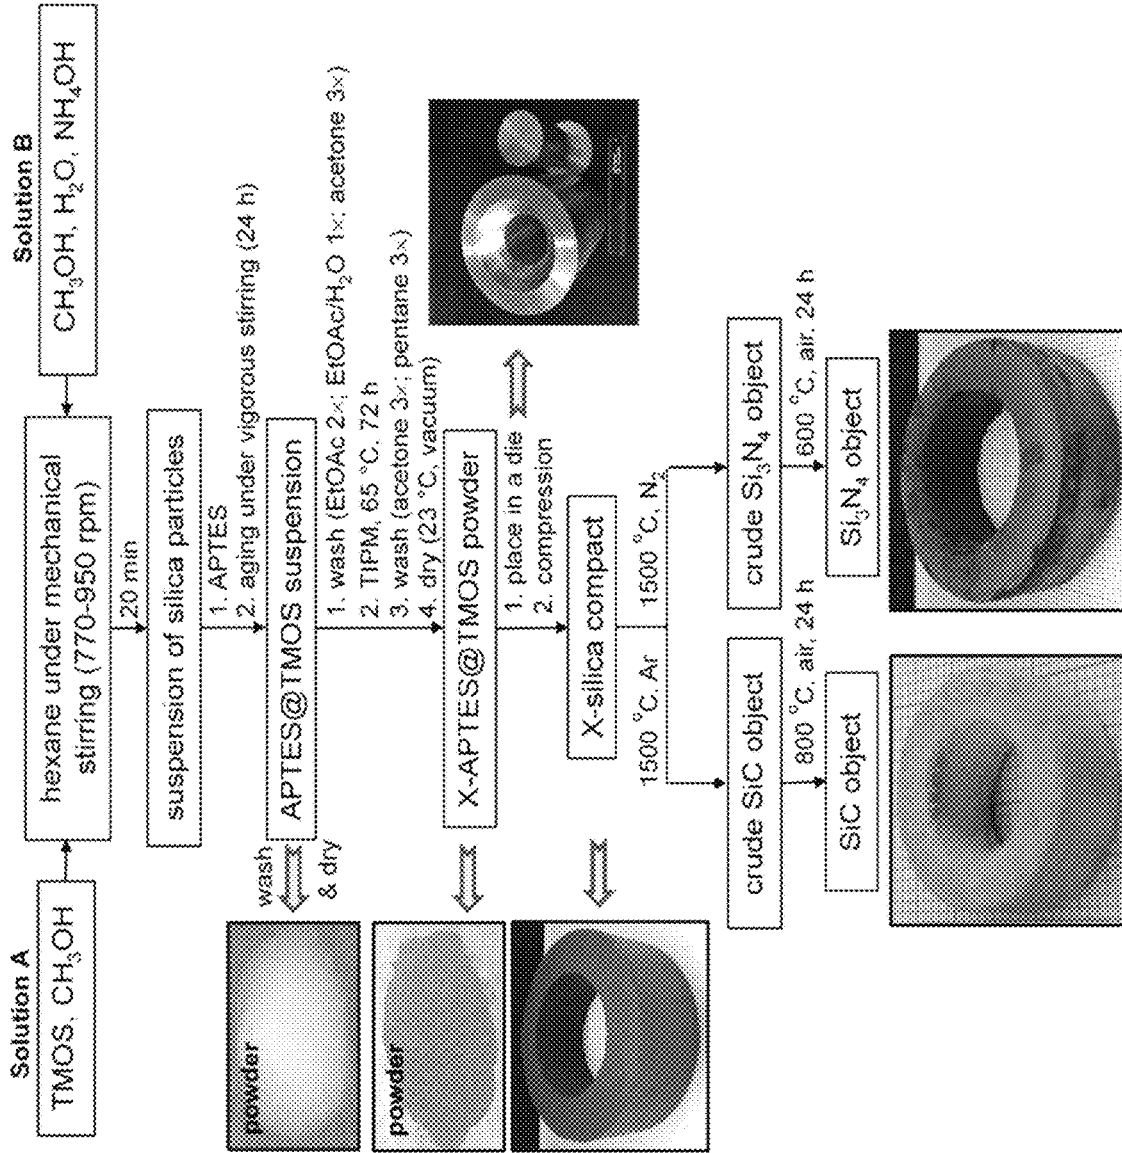 Solution A
TMOS, CH₃OH
Solution B
CH₃OH, H₂O, NH₄OH
hexane under mechanical
stirring (770-950 rpm)
20 min
suspension of silica particles
1. APTES
2. aging under vigorous stirring (24 h)
APTES@TMOS suspension
wash
& dry
powder
1. wash (EtOAc 2×; EtOAc/H₂O 1×; acetone 3×)
2. TIPM, 65 °C, 72 h
3. wash (acetone 3×; pentane 3×)
4. dry (23 °C, vacuum)
X-APTES@TMOS powder
powder
1. place in a die
2. compression
X-silica compact
1500 °C, Ar
1500 °C, N₂
crude SiC object
crude Si₃N₄ object
800 °C, air, 24 h
600 °C, air, 24 h
SiC object
Si₃N₄ object